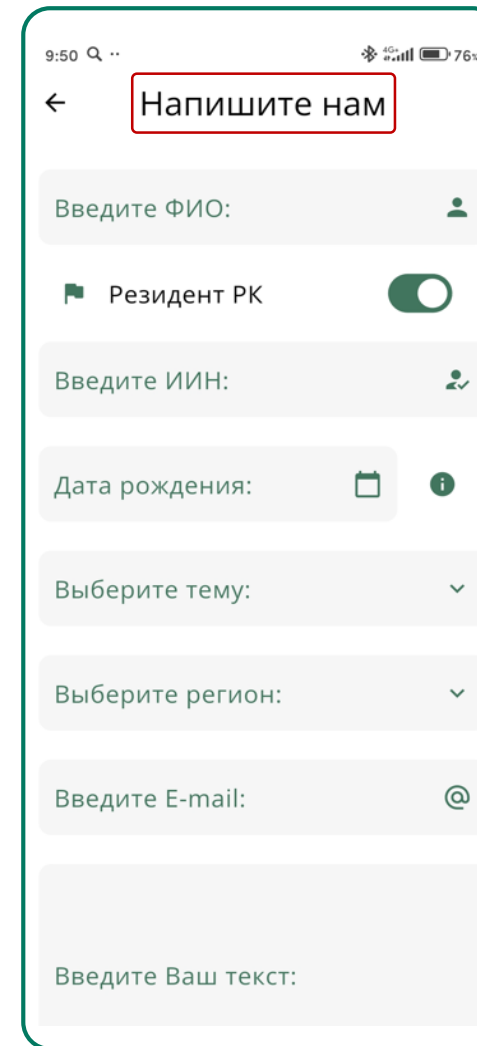 9:50
4G+ 76%
Напишите нам
Введите ФИО:
Резидент РК
Введите ИИН:
Дата рождения:
Выберите тему:
Выберите регион:
Введите E-mail:
Введите Ваш текст: